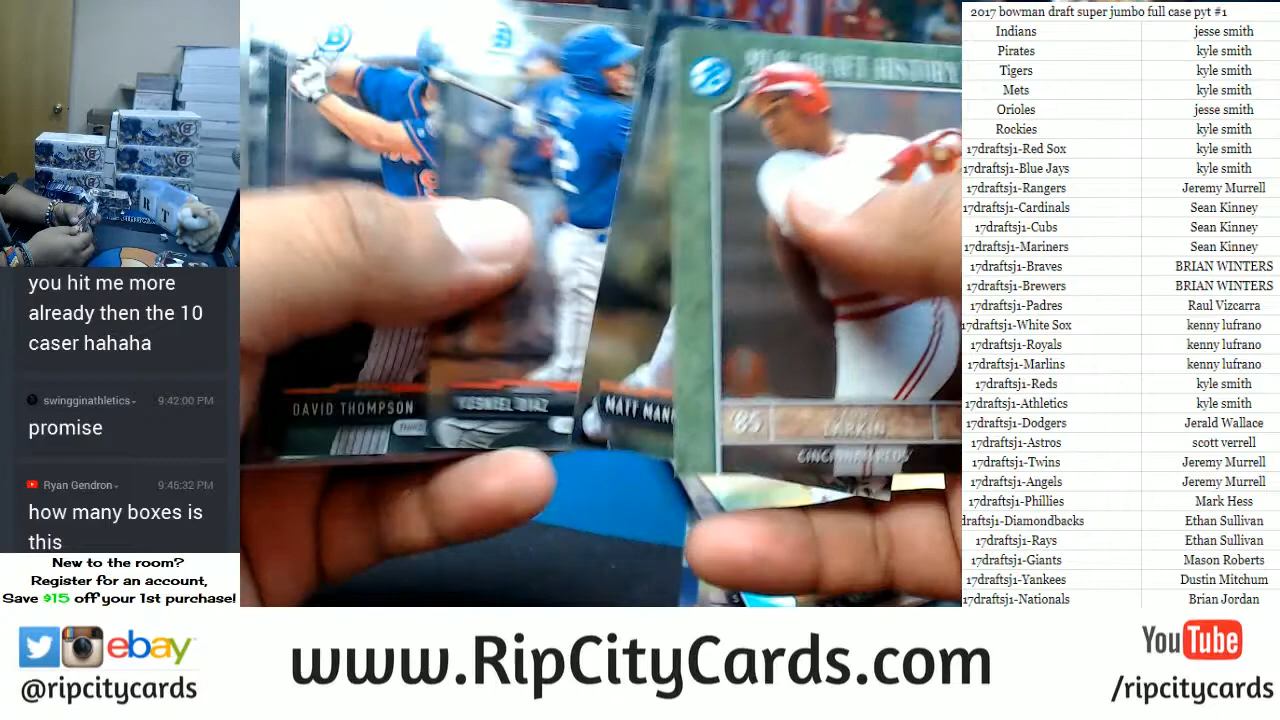 you hit me more
already then the 10
caser hahaha
swingginathletics
9:42:00 PM
promise
Ryan Gendron
9:45:32 PM
how many boxes is
this
New to the room?
Register for an account,
Save $15 off your 1st purchase!
DAVID THOMPSON
YUSNIEL DIAZ
MATT MANN
DRAFT HISTORY
'85
LARKIN
CINCINNATI REDS
2017 bowman draft super jumbo full case pyt #1
Indians jesse smith
Pirates kyle smith
Tigers kyle smith
Mets kyle smith
Orioles jesse smith
Rockies kyle smith
17draftsj1-Red Sox kyle smith
17draftsj1-Blue Jays kyle smith
17draftsj1-Rangers Jeremy Murrell
17draftsj1-Cardinals Sean Kinney
17draftsj1-Cubs Sean Kinney
17draftsj1-Mariners Sean Kinney
17draftsj1-Braves BRIAN WINTERS
17draftsj1-Brewers BRIAN WINTERS
17draftsj1-Padres Raul Vizcarra
17draftsj1-White Sox kenny lufrano
17draftsj1-Royals kenny lufrano
17draftsj1-Marlins kenny lufrano
17draftsj1-Reds kyle smith
17draftsj1-Athletics kyle smith
17draftsj1-Dodgers Jerald Wallace
17draftsj1-Astros scott verrell
17draftsj1-Twins Jeremy Murrell
17draftsj1-Angels Jeremy Murrell
17draftsj1-Phillies Mark Hess
draftsj1-Diamondbacks Ethan Sullivan
17draftsj1-Rays Ethan Sullivan
17draftsj1-Giants Mason Roberts
17draftsj1-Yankees Dustin Mitchum
17draftsj1-Nationals Brian Jordan
ebay
@ripcitycards
www.RipCityCards.com
YouTube
/ripcitycards